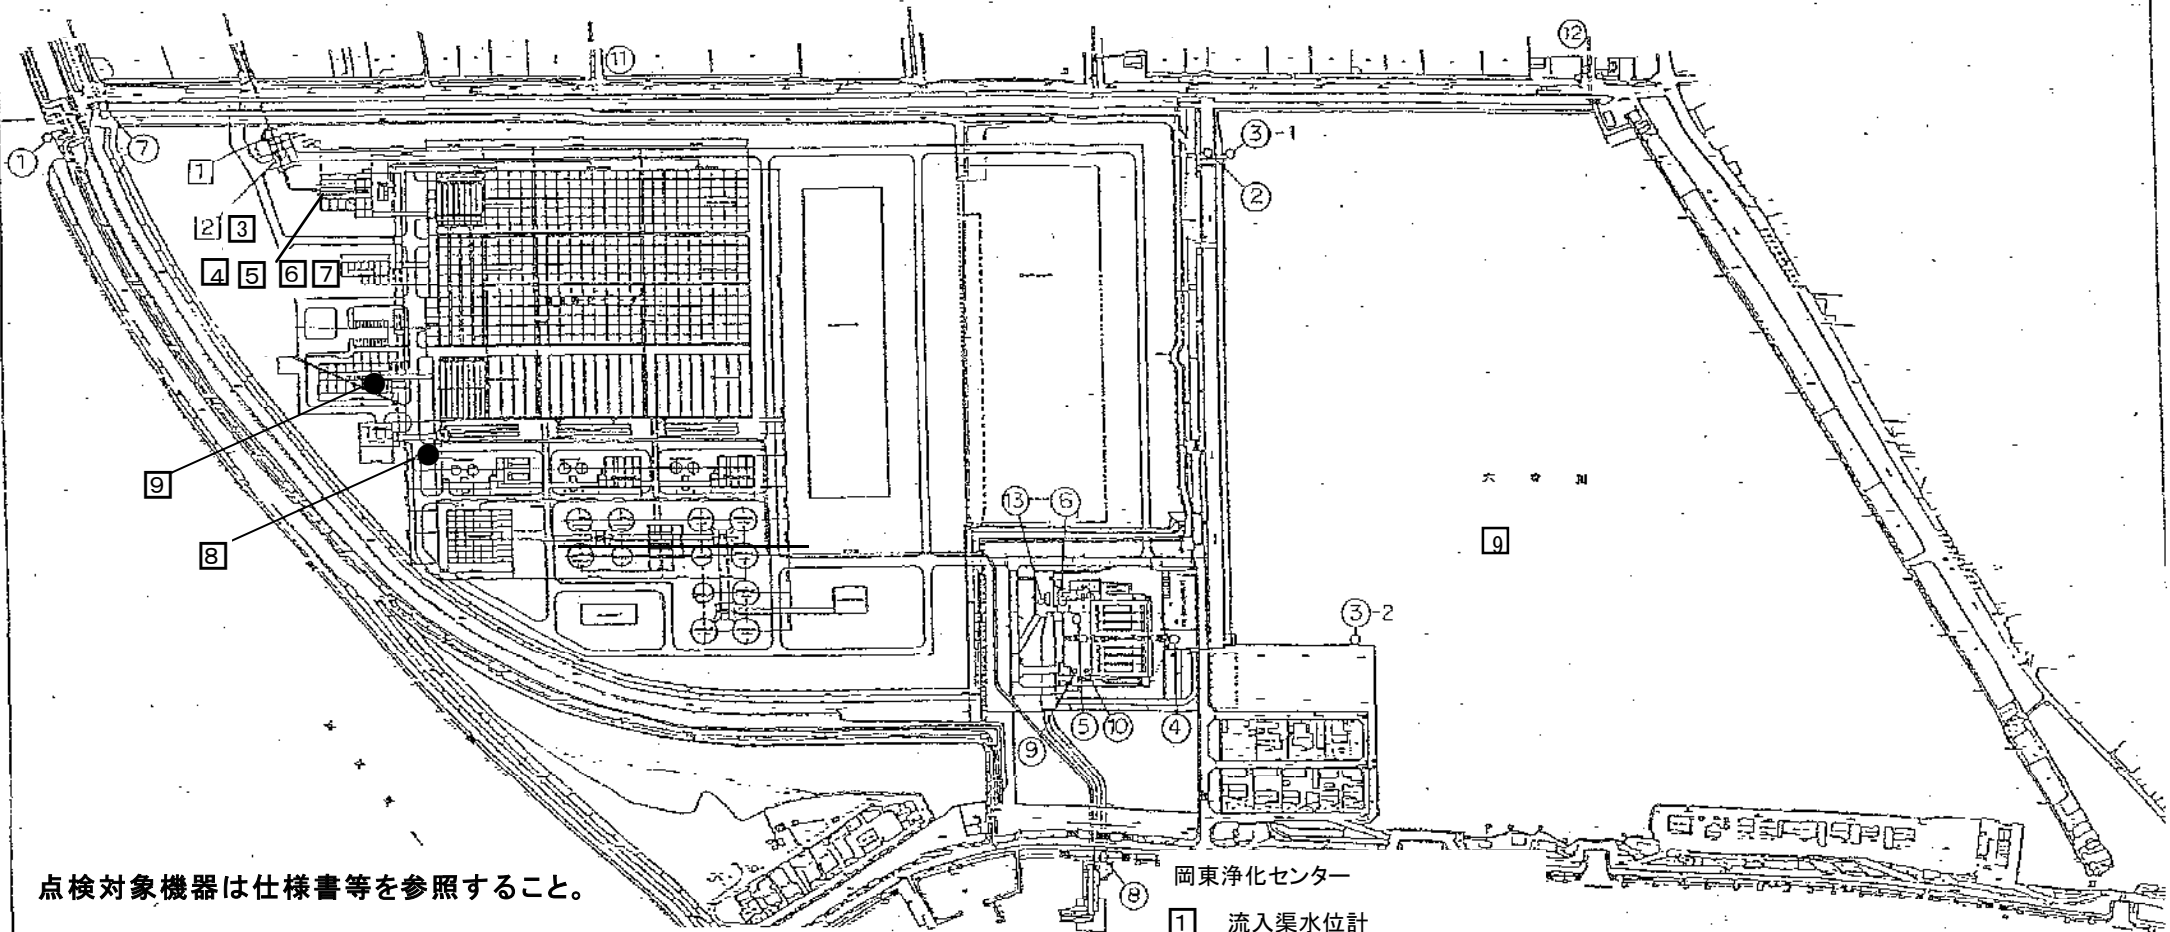 ⑪
⑫
① ⑦
1
③-1
②
2 3
4 5 6 7
9
8
⑬ ⑥
9
③-2
⑨ ⑤ ⑩ ④
⑧
点検対象機器は仕様書等を参照すること。
岡東浄化センター
1 流入渠水位計